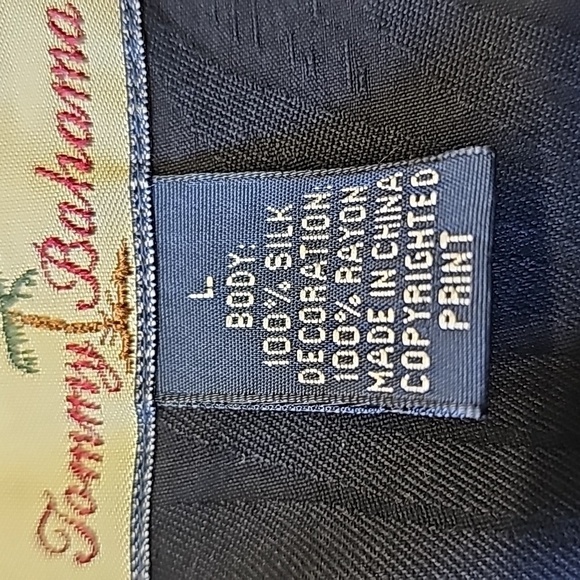 Tommy Bahama
L
BODY:
100% SILK
DECORATION:
100% RAYON
MADE IN CHINA
COPYRIGHTED
PRINT